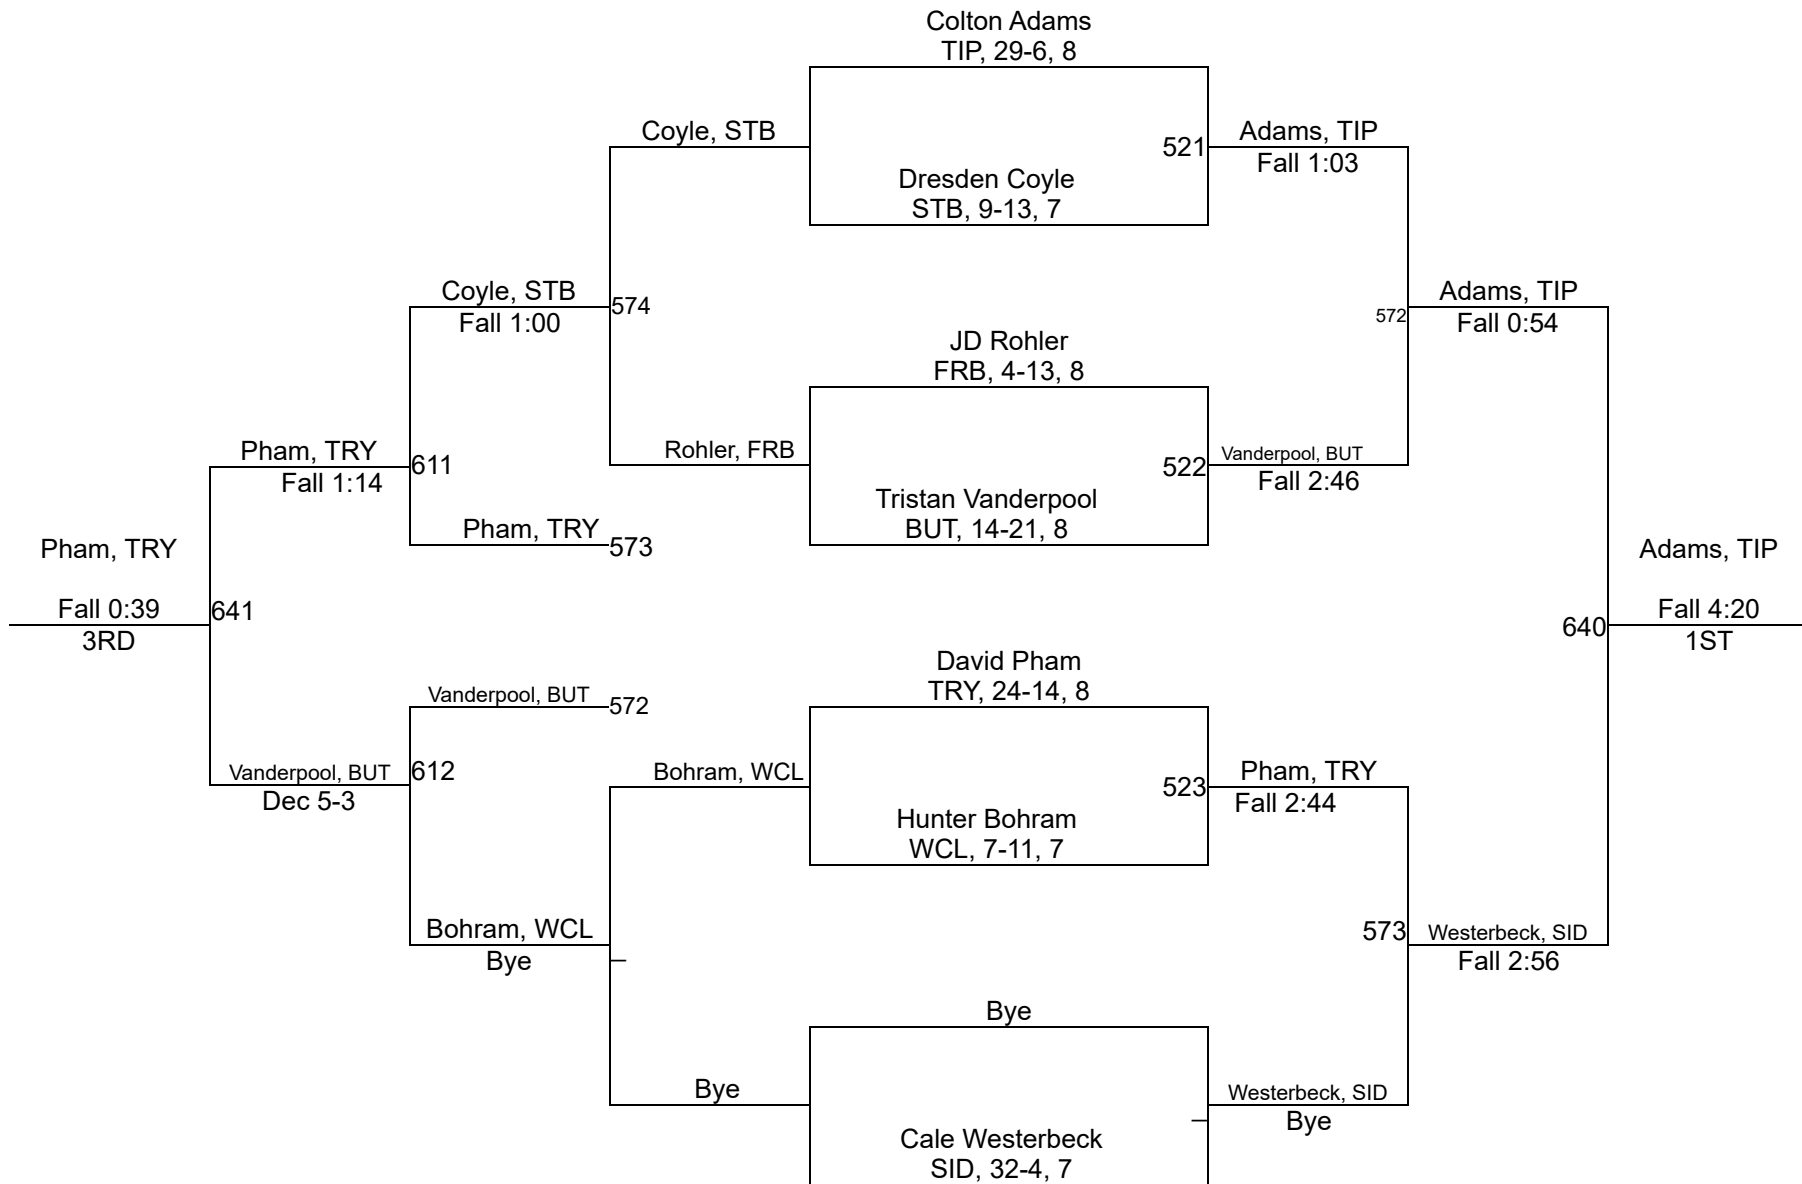 Colton Adams
TIP, 29-6, 8
Coyle, STB
521
Adams, TIP
Fall 1:03
Dresden Coyle
STB, 9-13, 7
Coyle, STB
Fall 1:00
574
572
Adams, TIP
Fall 0:54
JD Rohler
FRB, 4-13, 8
Pham, TRY
Fall 1:14
611
Rohler, FRB
522
Vanderpool, BUT
Fall 2:46
Tristan Vanderpool
BUT, 14-21, 8
Pham, TRY
573
Pham, TRY
Fall 0:39
3RD
641
640
Adams, TIP
Fall 4:20
1ST
David Pham
TRY, 24-14, 8
Vanderpool, BUT
572
Vanderpool, BUT
Dec 5-3
612
Bohram, WCL
523
Pham, TRY
Fall 2:44
Hunter Bohram
WCL, 7-11, 7
Bohram, WCL
Bye
573
Westerbeck, SID
Fall 2:56
Bye
Bye
Westerbeck, SID
Bye
Cale Westerbeck
SID, 32-4, 7